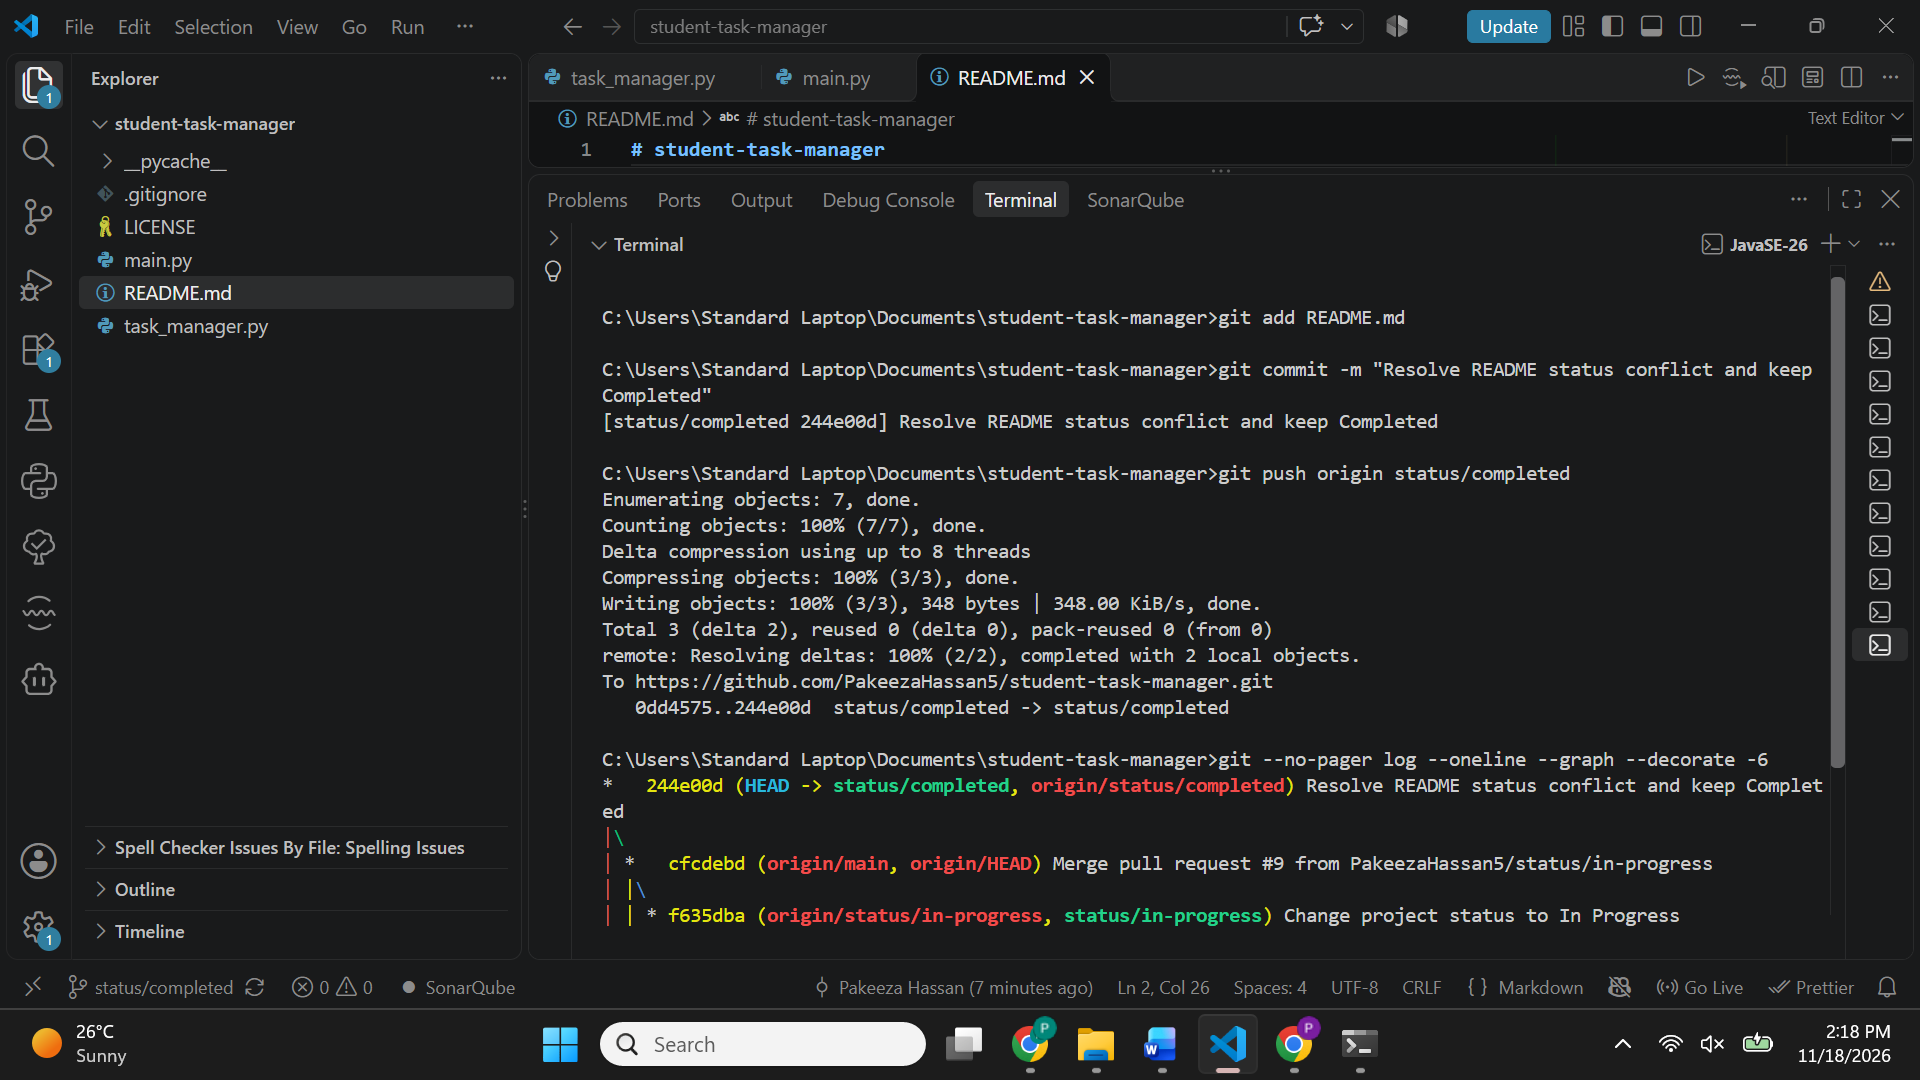 File Edit Selection View Go Run ···
student-task-manager
Update
Explorer
1
student-task-manager
__pycache__
.gitignore
LICENSE
main.py
README.md
task_manager.py
1
Spell Checker Issues By File: Spelling Issues
Outline
Timeline
1
task_manager.py main.py README.md
README.md > abc # student-task-manager
Text Editor
1 # student-task-manager
Problems Ports Output Debug Console Terminal SonarQube
Terminal
JavaSE-26
C:\Users\Standard Laptop\Documents\student-task-manager>git add README.md
C:\Users\Standard Laptop\Documents\student-task-manager>git commit -m "Resolve README status conflict and keep
Completed"
[status/completed 244e00d] Resolve README status conflict and keep Completed
C:\Users\Standard Laptop\Documents\student-task-manager>git push origin status/completed
Enumerating objects: 7, done.
Counting objects: 100% (7/7), done.
Delta compression using up to 8 threads
Compressing objects: 100% (3/3), done.
Writing objects: 100% (3/3), 348 bytes | 348.00 KiB/s, done.
Total 3 (delta 2), reused 0 (delta 0), pack-reused 0 (from 0)
remote: Resolving deltas: 100% (2/2), completed with 2 local objects.
To https://github.com/PakeezaHassan5/student-task-manager.git
0dd4575..244e00d  status/completed -> status/completed
C:\Users\Standard Laptop\Documents\student-task-manager>git --no-pager log --oneline --graph --decorate -6
*   244e00d (HEAD -> status/completed, origin/status/completed) Resolve README status conflict and keep Complet
ed
|\
| *   cfcdebd (origin/main, origin/HEAD) Merge pull request #9 from PakeezaHassan5/status/in-progress
| |\
| | * f635dba (origin/status/in-progress, status/in-progress) Change project status to In Progress
status/completed 0 0 SonarQube Pakeeza Hassan (7 minutes ago) Ln 2, Col 26 Spaces: 4 UTF-8 CRLF { } Markdown Go Live Prettier
26°C
Sunny
Search
P
W
P
2:18 PM
11/18/2026